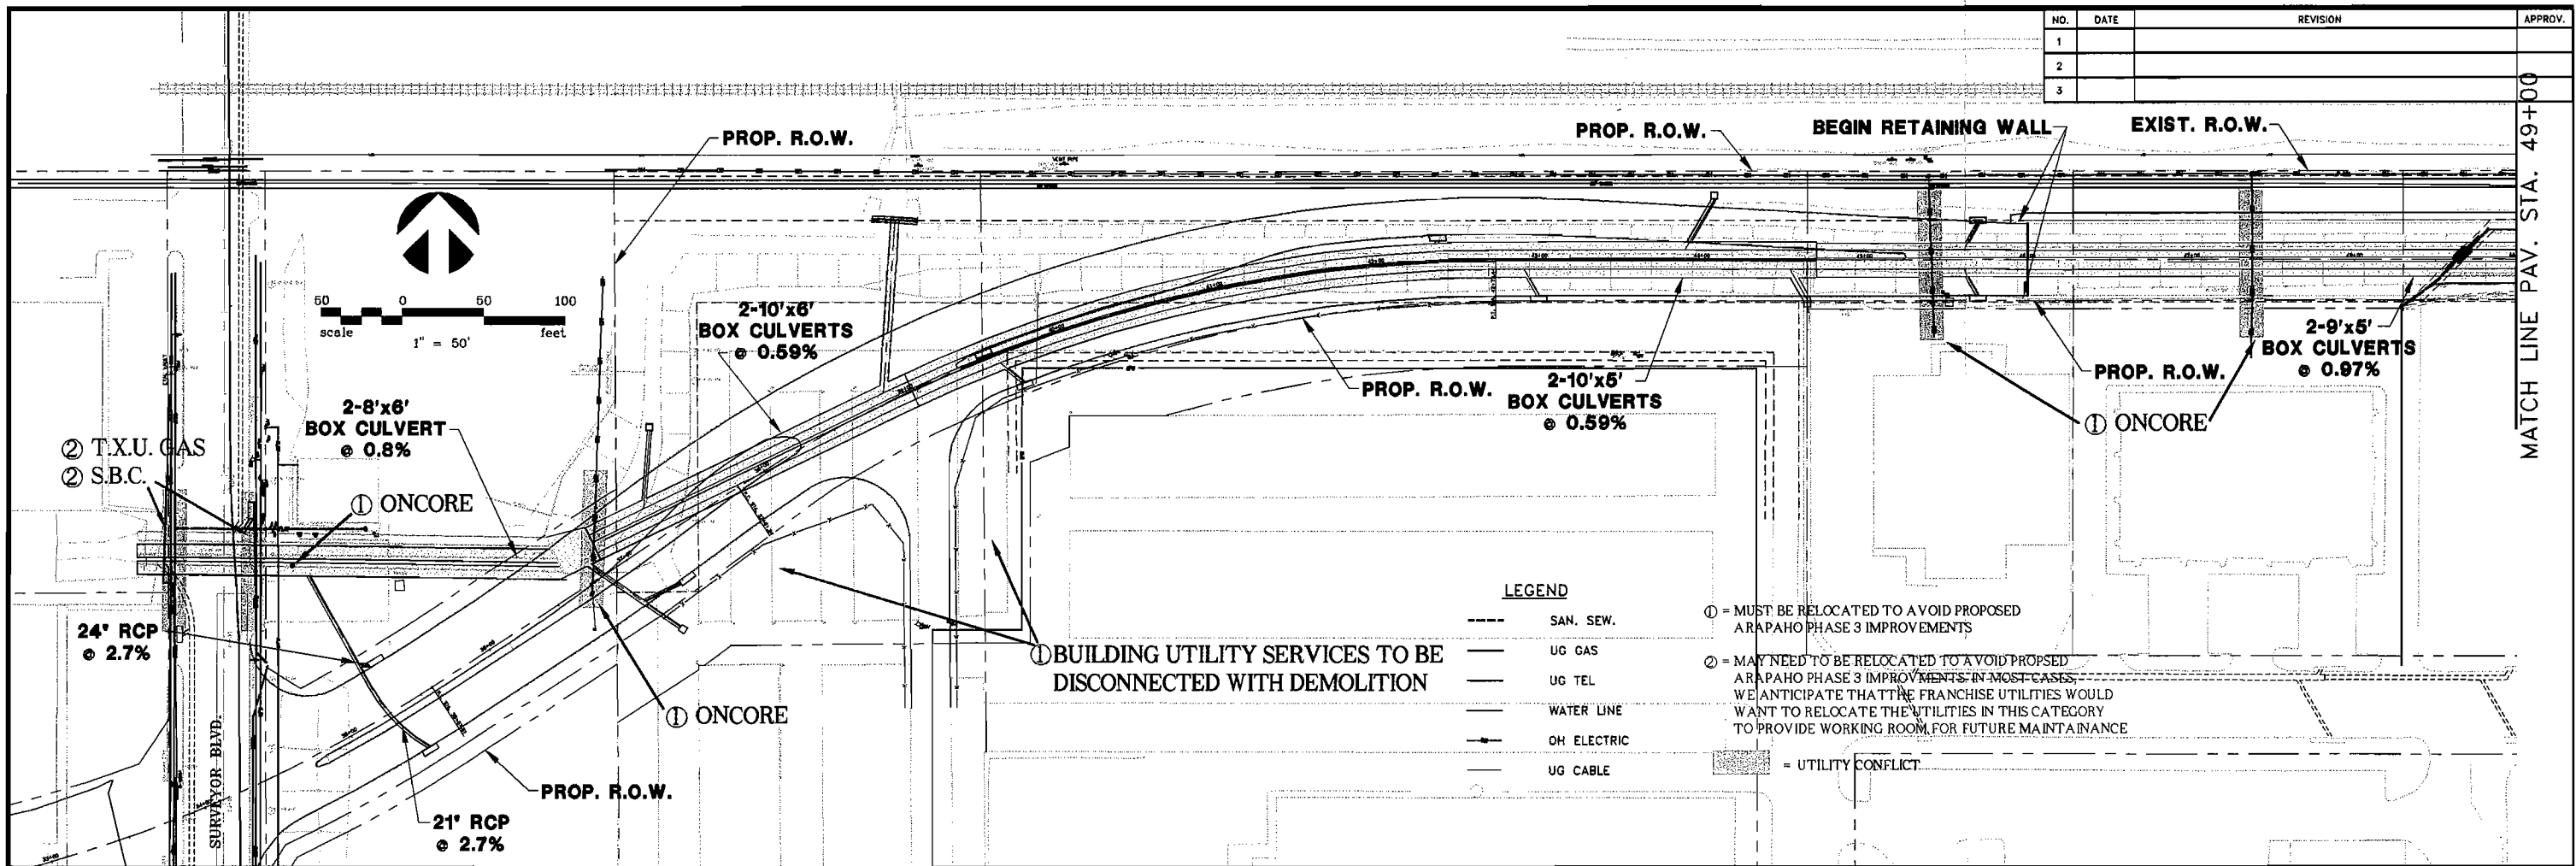 NO. DATE REVISION APPROV.
1
2
3
MATCH LINE PAV. STA. 49+00
PROP. R.O.W.
PROP. R.O.W.
BEGIN RETAINING WALL
EXIST. R.O.W.
50 0 50 100
scale feet
1" = 50'
2-10'x6'
BOX CULVERTS
@ 0.59%
2-8'x6'
BOX CULVERT
@ 0.8%
② T.X.U. GAS
② S.B.C.
① ONCORE
PROP. R.O.W.
2-10'x5'
BOX CULVERTS
@ 0.59%
PROP. R.O.W.
2-9'x5'
BOX CULVERTS
@ 0.97%
① ONCORE
24" RCP
@ 2.7%
SURVEYOR BLVD.
21" RCP
@ 2.7%
PROP. R.O.W.
① ONCORE
① BUILDING UTILITY SERVICES TO BE
DISCONNECTED WITH DEMOLITION
LEGEND
SAN. SEW.
UG GAS
UG TEL
WATER LINE
OH ELECTRIC
UG CABLE
① = MUST BE RELOCATED TO AVOID PROPOSED
ARAPAHO PHASE 3 IMPROVEMENTS
② = MAY NEED TO BE RELOCATED TO AVOID PROPSED
ARAPAHO PHASE 3 IMPROVMENTS. IN MOST CASES,
WE ANTICIPATE THAT THE FRANCHISE UTILITIES WOULD
WANT TO RELOCATE THE UTILITIES IN THIS CATEGORY
TO PROVIDE WORKING ROOM FOR FUTURE MAINTAINANCE
= UTILITY CONFLICT